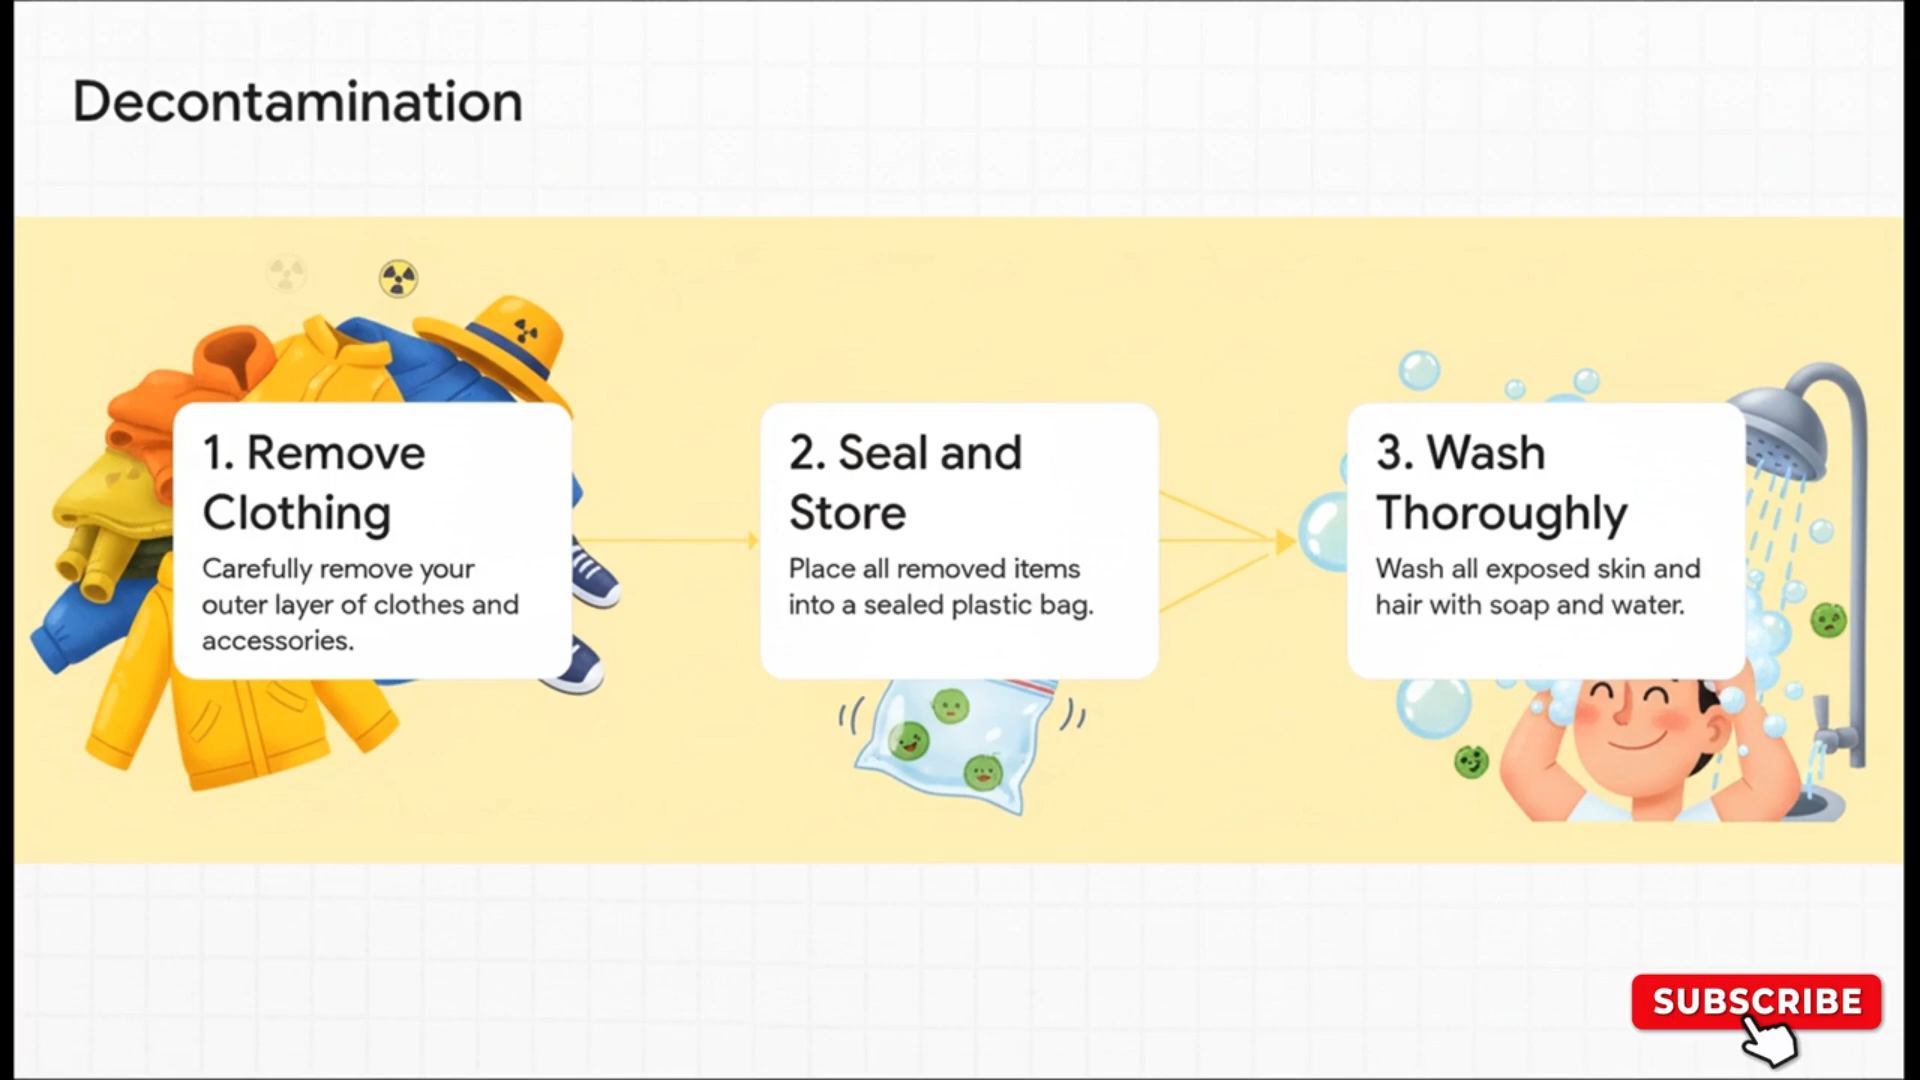 Decontamination
1. Remove
Clothing
Carefully remove your
outer layer of clothes and
accessories.
2. Seal and
Store
Place all removed items
into a sealed plastic bag.
3. Wash
Thoroughly
Wash all exposed skin and
hair with soap and water.
SUBSCRIBE